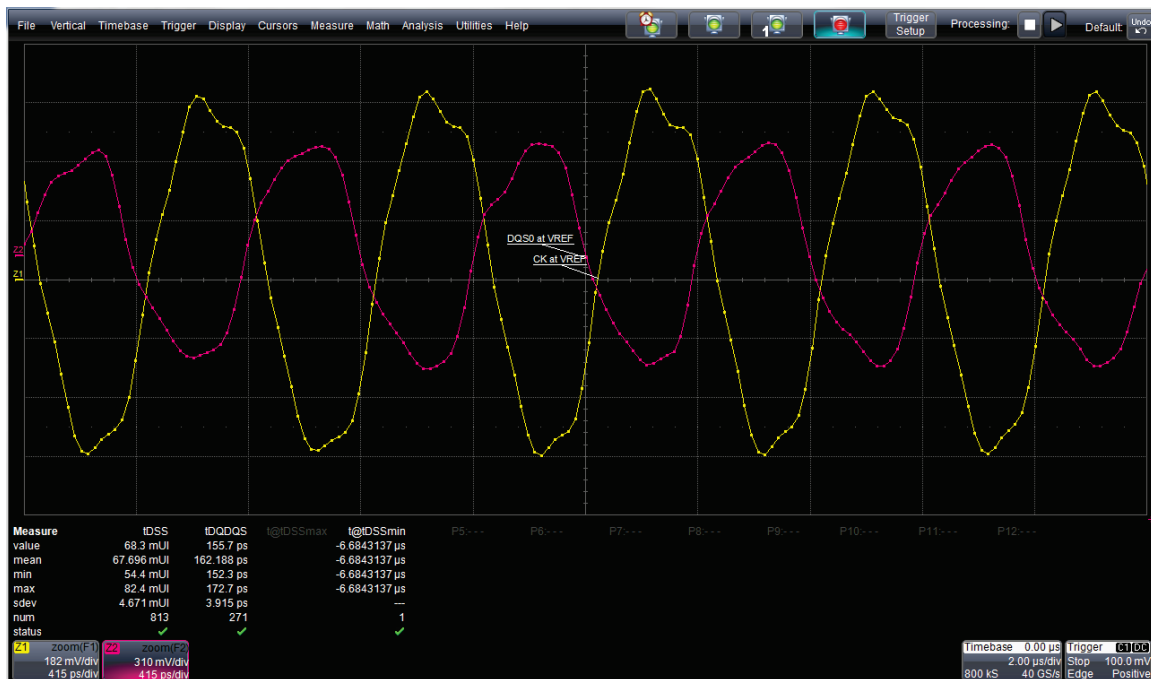 File Vertical Timebase Trigger Display Cursors Measure Math Analysis Utilities Help
1
Trigger Setup
Processing:
Default:
Undo
DQS0 at VREF
CK at VREF
Z2
Z1
Measure tDSS tDQDQS t@tDSSmax t@tDSSmin P5:--- P6:--- P7:--- P8:--- P9:--- P10:--- P11:--- P12:---
value 68.3 mUI 155.7 ps -6.6843137 µs
mean 67.696 mUI 162.188 ps -6.6843137 µs
min 54.4 mUI 152.3 ps -6.6843137 µs
max 82.4 mUI 172.7 ps -6.6843137 µs
sdev 4.671 mUI 3.915 ps ---
num 813 271 1
status
Z1 zoom(F1) Z2 zoom(F2) Timebase 0.00 µs Trigger C1 DC
182 mV/div 310 mV/div 2.00 µs/div Stop 100.0 mV
415 ps/div 415 ps/div 800 kS 40 GS/s Edge Positive